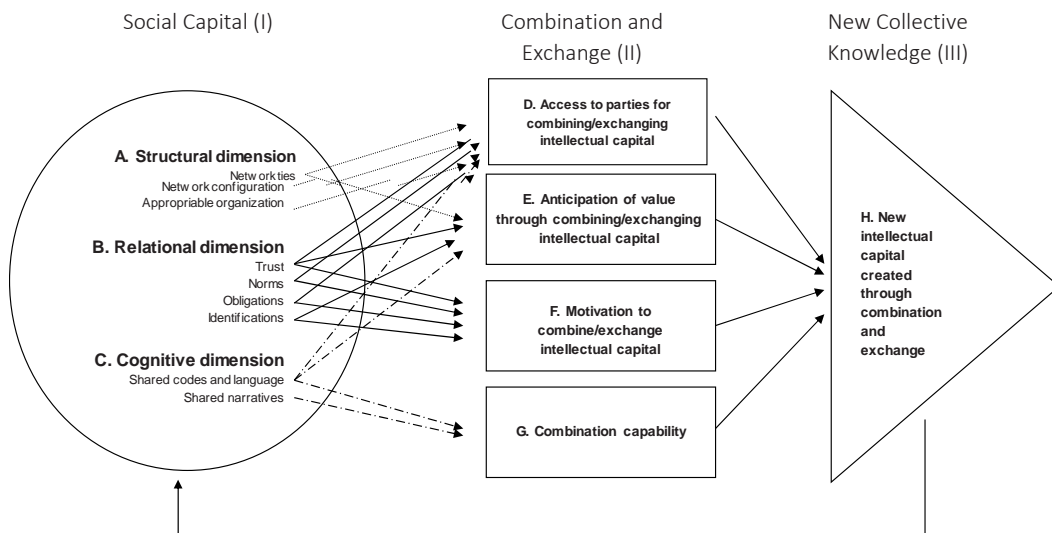 Social Capital (I)
Combination and
Exchange (II)
New Collective
Knowledge (III)
A. Structural dimension
Network ties
Network configuration
Appropriable organization
B. Relational dimension
Trust
Norms
Obligations
Identifications
C. Cognitive dimension
Shared codes and language
Shared narratives
D. Access to parties for
combining/exchanging
intellectual capital
E. Anticipation of value
through combining/exchanging
intellectual capital
F. Motivation to
combine/exchange
intellectual capital
G. Combination capability
H. New
intellectual
capital
created
through
combination
and
exchange